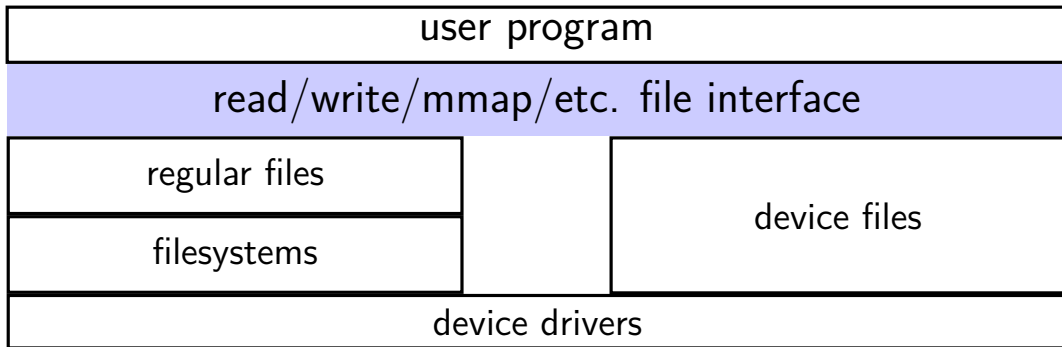 user program
read/write/mmap/etc. file interface
regular files
filesystems
device files
device drivers